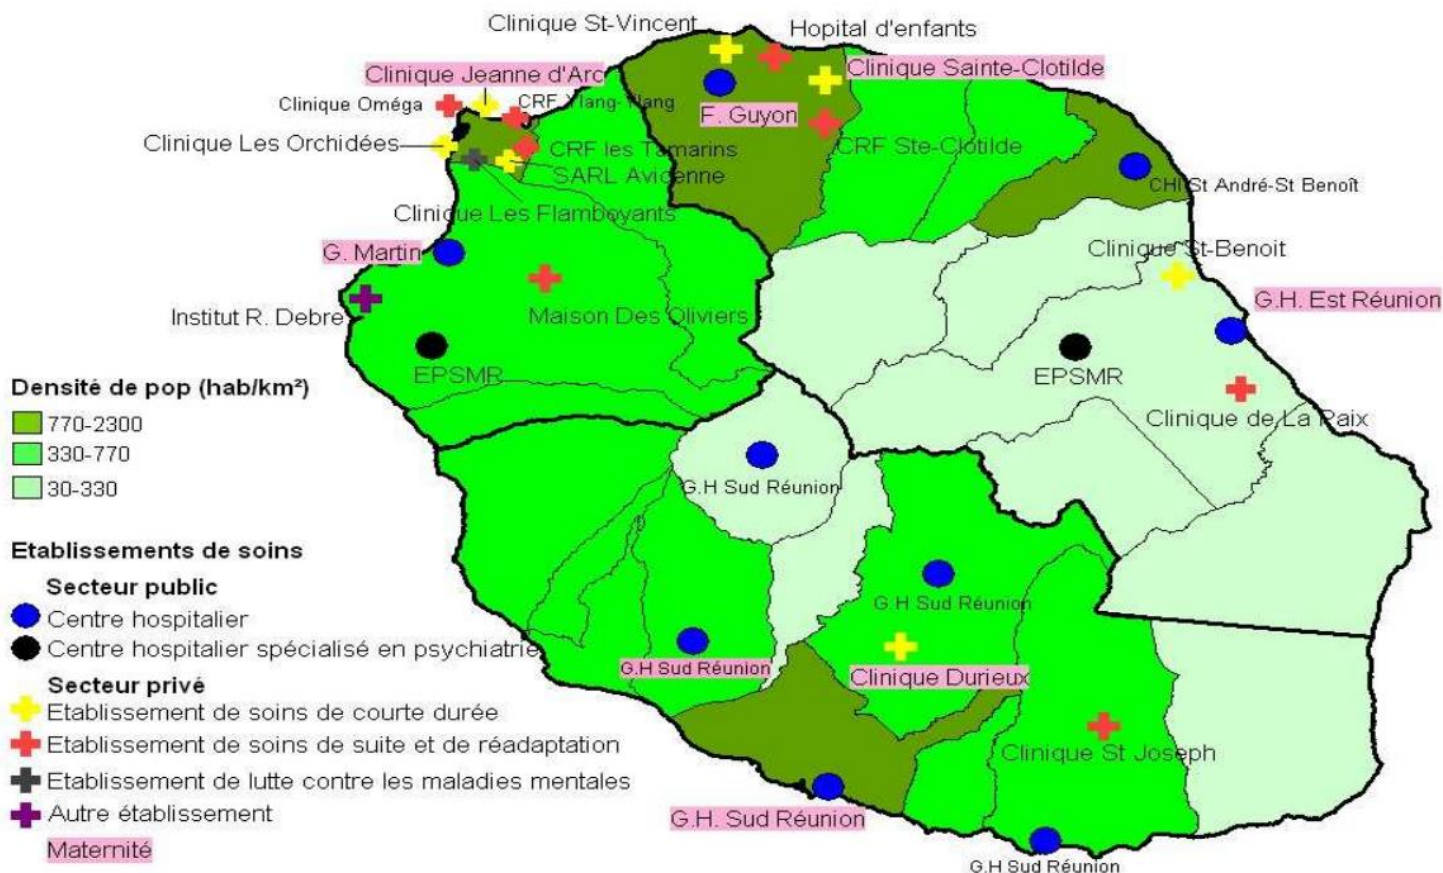 Clinique St-Vincent
Hopital d'enfants
Clinique Jeanne d'Arc
Clinique Sainte-Clotilde
Clinique Oméga
CRF Ylang-Ylang
F. Guyon
Clinique Les Orchidées
CRF les Tamarins
CRF Ste-Clotilde
SARL Avicenne
CHI St André-St Benoît
Clinique Les Flamboyants
G. Martin
Clinique St-Benoit
G.H. Est Réunion
Institut R. Debre
Maison Des Oliviers
EPSMR
EPSMR
Clinique de La Paix
G.H Sud Réunion
G.H Sud Réunion
G.H Sud Réunion
Clinique Durieux
Clinique St Joseph
G.H. Sud Réunion
G.H Sud Réunion
Densité de pop (hab/km²)
770-2300
330-770
30-330
Etablissements de soins
Secteur public
Centre hospitalier
Centre hospitalier spécialisé en psychiatrie
Secteur privé
Etablissement de soins de courte durée
Etablissement de soins de suite et de réadaptation
Etablissement de lutte contre les maladies mentales
Autre établissement
Maternité